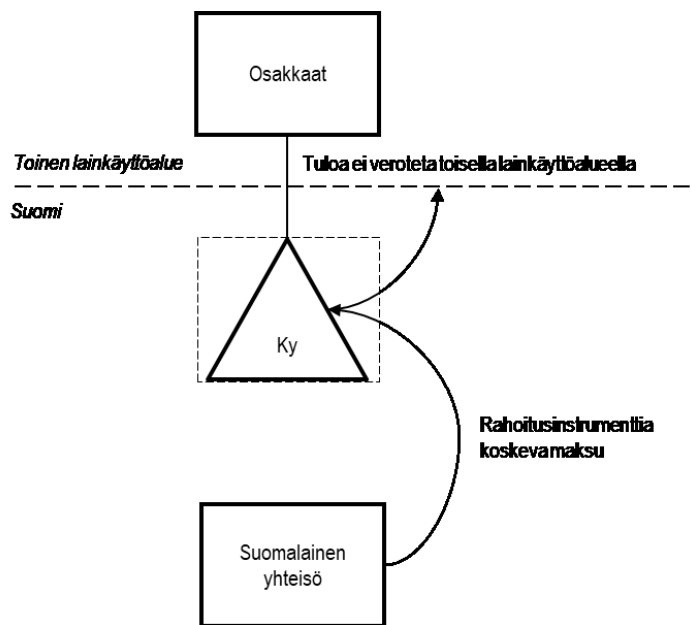 Osakkaat
Toinen lainkäyttöalue
Tuloa ei veroteta toisella lainkäyttöalueella
Suomi
Ky
Rahoitusinstrumenttia
koskeva maksu
Suomalainen
yhteisö